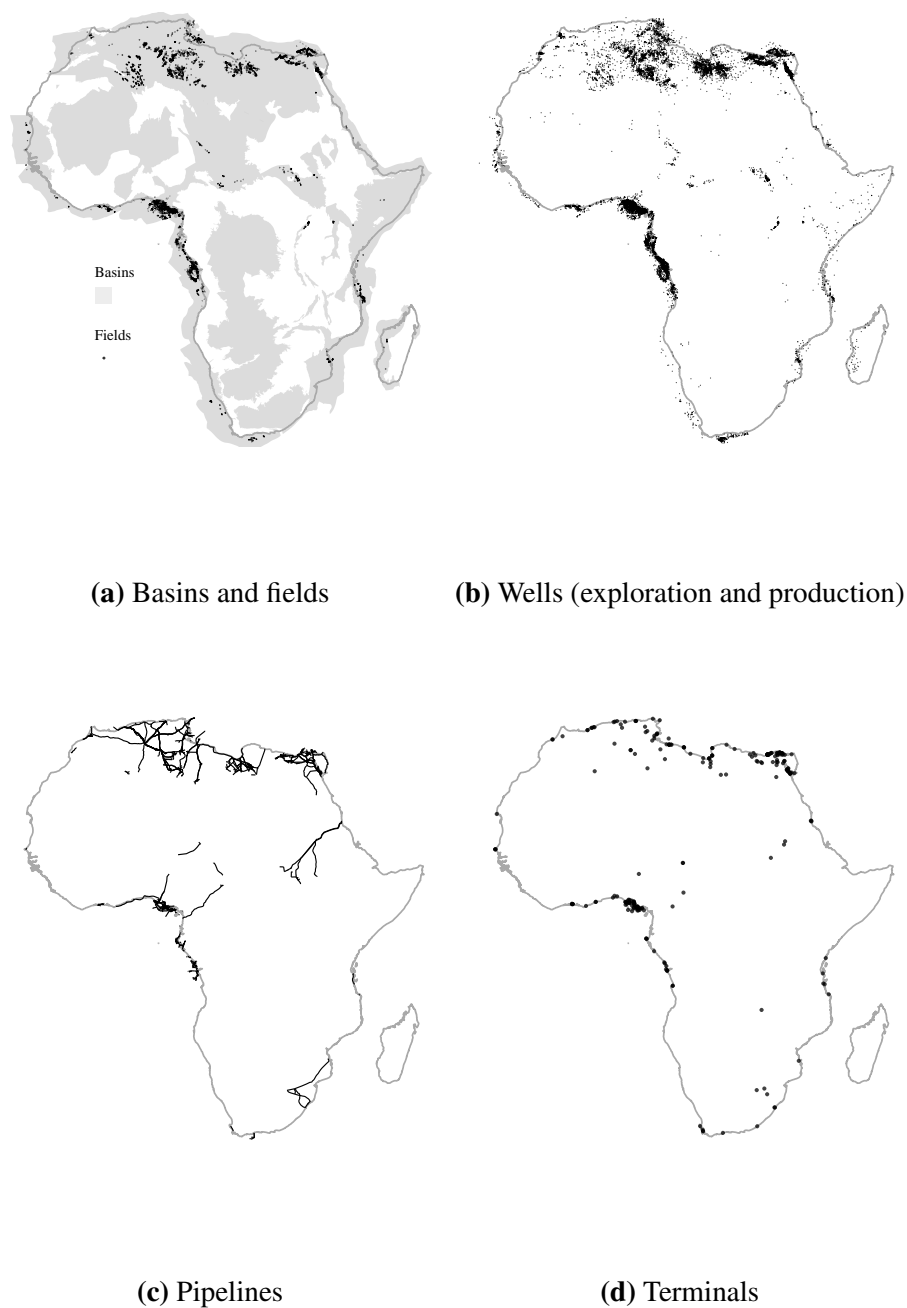 Basins
Fields
(a) Basins and fields
(b) Wells (exploration and production)
(c) Pipelines
(d) Terminals